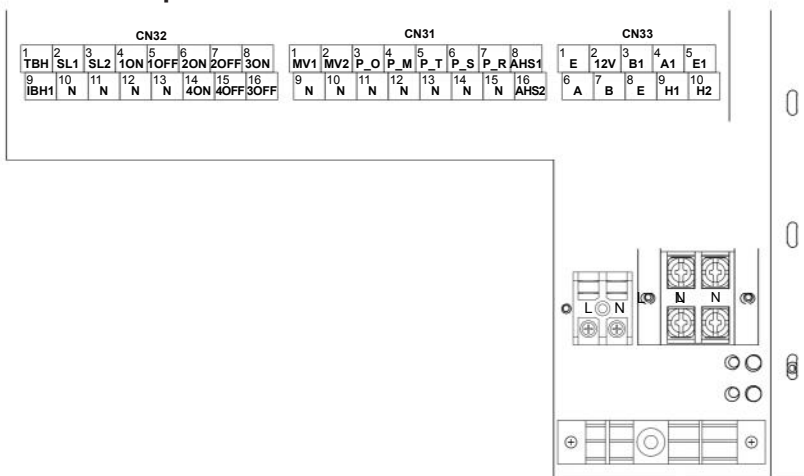 CN32 CN31 CN33
1 2 3 4 5 6 7 8 1 2 3 4 5 6 7 8 1 2 3 4 5
TBH SL1 SL2 1ON 1OFF 2ON 2OFF 3ON MV1 MV2 P_O P_M P_T P_S P_R AHS1 E 12V B1 A1 E1
9 10 11 12 13 14 15 16 9 10 11 12 13 14 15 16 6 7 8 9 10
IBH1 N N N N 4ON 4OFF 3OFF N N N N N N N AHS2 A B E H1 H2
L N N
L N